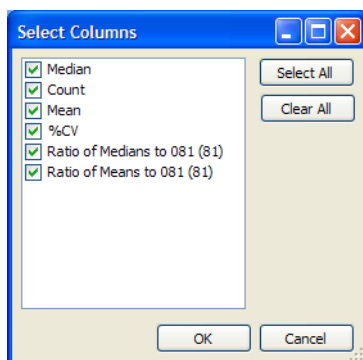 Select Columns
Median
Count
Mean
%CV
Ratio of Medians to 081 (81)
Ratio of Means to 081 (81)
Select All
Clear All
OK
Cancel